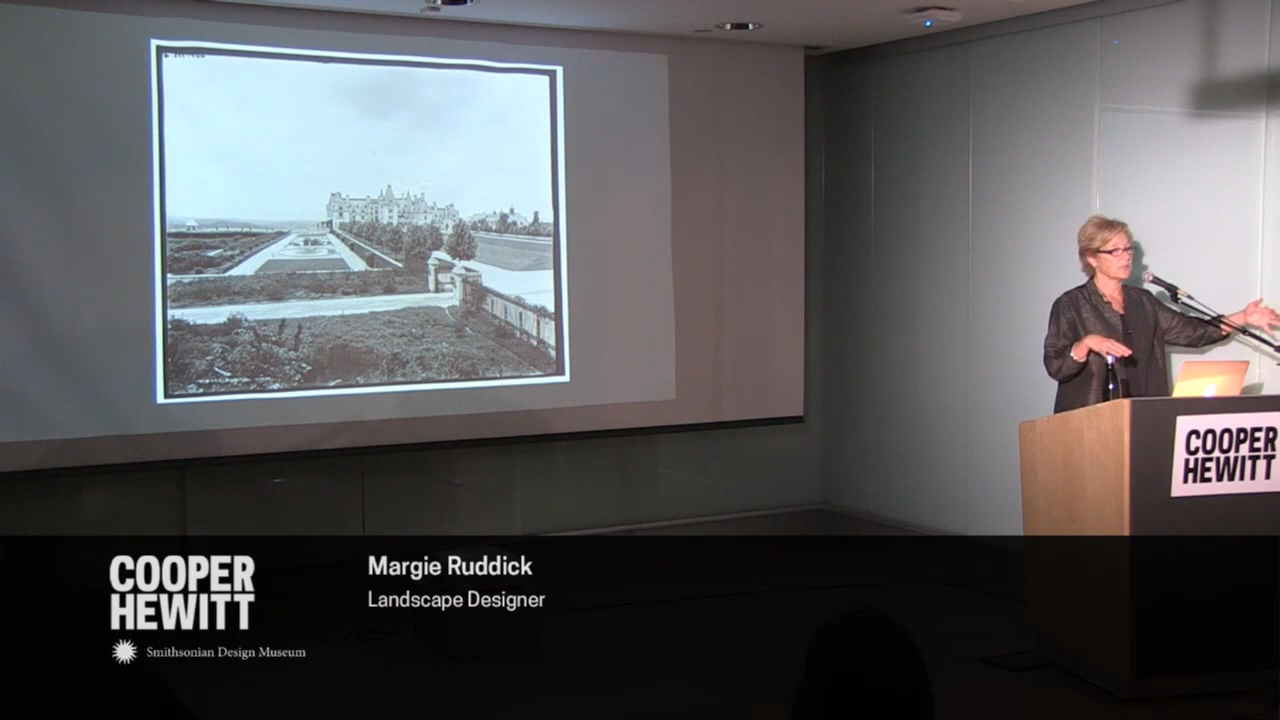 COOPER
HEWITT
COOPER
HEWITT
Smithsonian Design Museum
Margie Ruddick
Landscape Designer